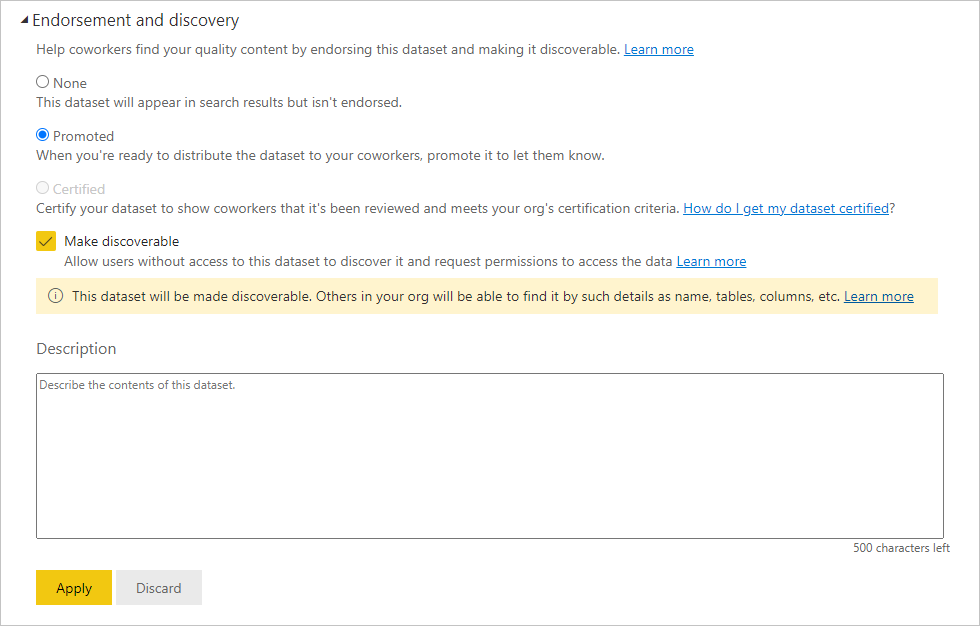 Endorsement and discovery
Help coworkers find your quality content by endorsing this dataset and making it discoverable. Learn more
None
This dataset will appear in search results but isn't endorsed.
Promoted
When you're ready to distribute the dataset to your coworkers, promote it to let them know.
Certified
Certify your dataset to show coworkers that it's been reviewed and meets your org's certification criteria. How do I get my dataset certified?
Make discoverable
Allow users without access to this dataset to discover it and request permissions to access the data Learn more
This dataset will be made discoverable. Others in your org will be able to find it by such details as name, tables, columns, etc. Learn more
Description
Describe the contents of this dataset.
500 characters left
Apply Discard